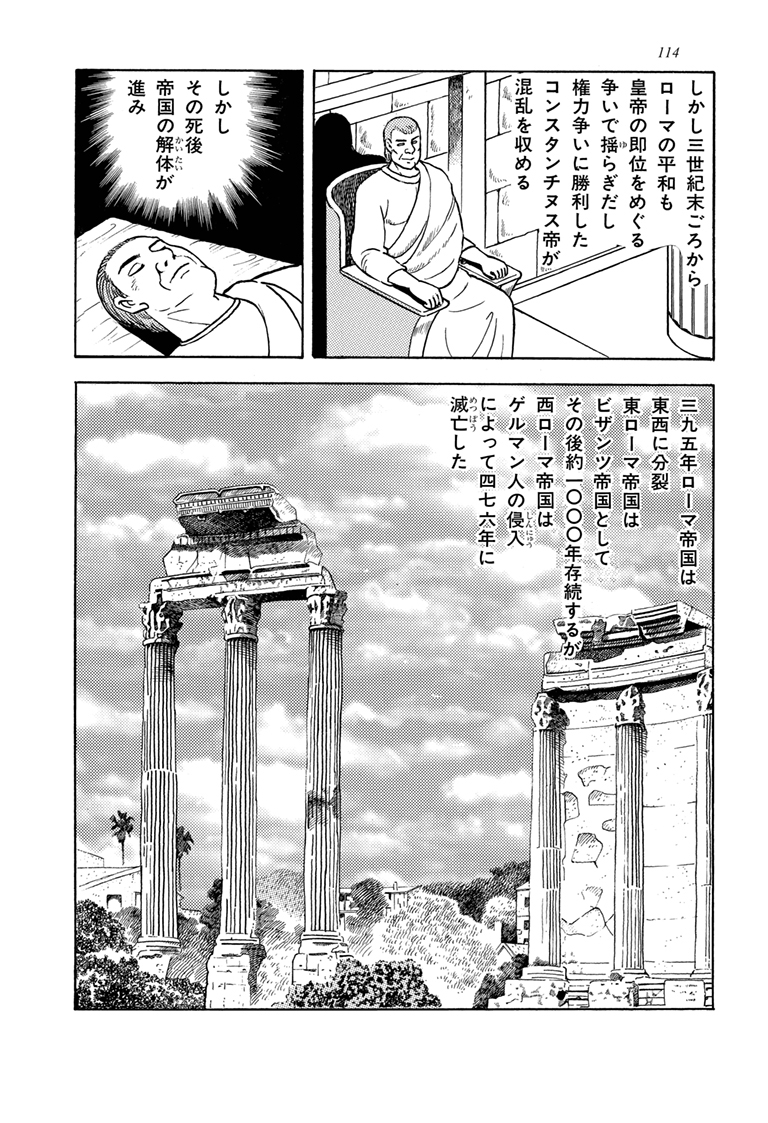 114
しかし三世紀末ごろから
ローマの平和も
皇帝の即位をめぐる
争いで揺らぎだし
権力争いに勝利した
コンスタンチヌス帝が
混乱を収める
しかし
その死後
帝国の解体が
進み
三九五年ローマ帝国は
東西に分裂
東ローマ帝国は
ビザンツ帝国として
その後約一〇〇〇年存続するが
西ローマ帝国は
ゲルマン人の侵入
によって四七六年に
滅亡した